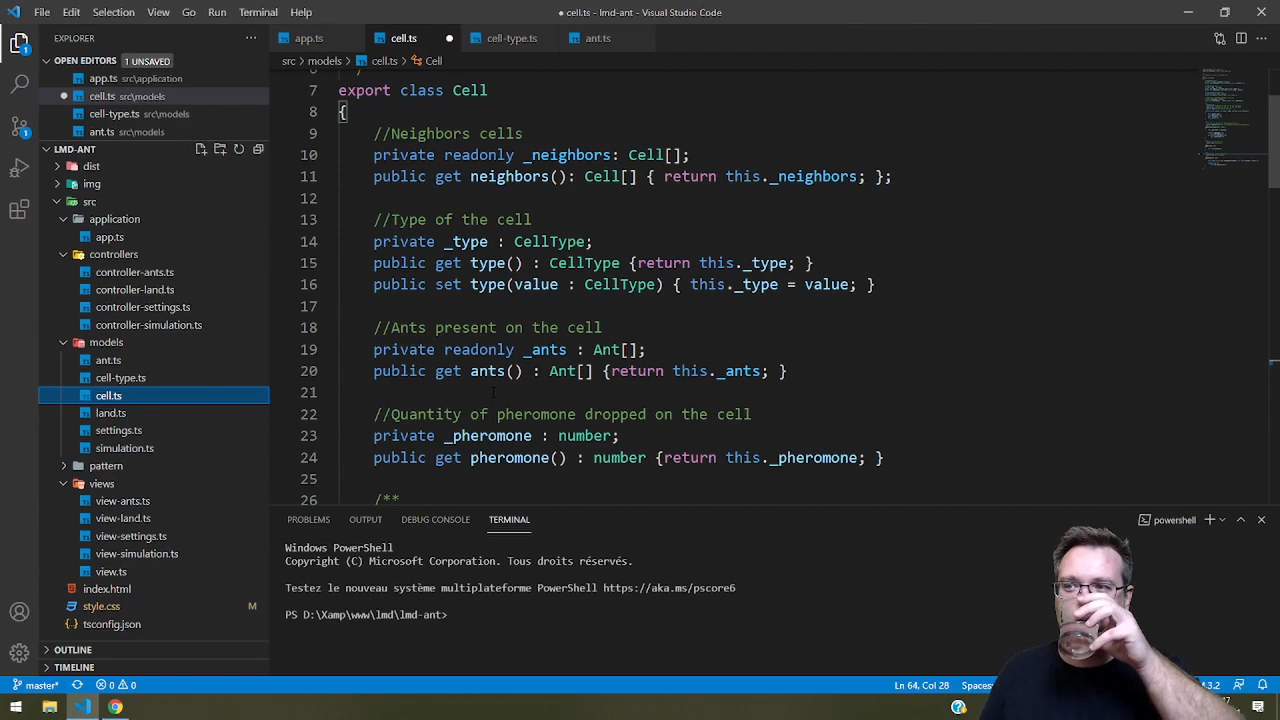 File Edit Selection View Go Run Terminal Help
● cell.ts - lmd-ant - Visual Studio Code
EXPLORER
OPEN EDITORS 1 UNSAVED
app.ts src\application
cell.ts src\models
cell-type.ts src\models
ant.ts src\models
LMD-ANT
dist
img
src
application
app.ts
controllers
controller-ants.ts
controller-land.ts
controller-settings.ts
controller-simulation.ts
models
ant.ts
cell-type.ts
cell.ts
land.ts
settings.ts
simulation.ts
pattern
views
view-ants.ts
view-land.ts
view-settings.ts
view-simulation.ts
view.ts
index.html
style.css M
tsconfig.json
OUTLINE
TIMELINE
app.ts cell.ts ● cell-type.ts ant.ts
src > models > cell.ts > Cell
7 export class Cell
8 {
9 //Neighbors cells
10 private readonly _neighbors: Cell[];
11 public get neighbors(): Cell[] { return this._neighbors; };
12
13 //Type of the cell
14 private _type : CellType;
15 public get type() : CellType {return this._type; }
16 public set type(value : CellType) { this._type = value; }
17
18 //Ants present on the cell
19 private readonly _ants : Ant[];
20 public get ants() : Ant[] {return this._ants; }
21
22 //Quantity of pheromone dropped on the cell
23 private _pheromone : number;
24 public get pheromone() : number {return this._pheromone; }
25
26 /**
PROBLEMS OUTPUT DEBUG CONSOLE TERMINAL
powershell
Windows PowerShell
Copyright (C) Microsoft Corporation. Tous droits réservés.
Testez le nouveau système multiplateforme PowerShell https://aka.ms/pscore6
PS D:\Xamp\www\lmd\lmd-ant>
master* 0 0
Ln 64, Col 28 Spaces